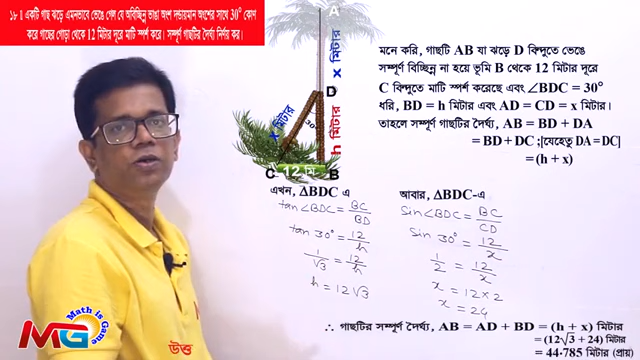 ১৮। একটি গাছ ঝড়ে এমনভাবে ভেঙে গেল যে অবিচ্ছিন্ন ভাঙা অংশ দন্ডায়মান অংশের সাথে 30° কোণ
করে গাছের গোড়া থেকে 12 মিটার দূরে মাটি স্পর্শ করে। সম্পূর্ণ গাছটির দৈর্ঘ্য নির্ণয় কর।
A
x মিটার
D
x মিটার
30°
h মিটার
C
12 মি.
B
মনে করি, গাছটি AB যা ঝড়ে D বিন্দুতে ভেঙে
সম্পূর্ণ বিচ্ছিন্ন না হয়ে ভূমি B থেকে 12 মিটার দূরে
C বিন্দুতে মাটি স্পর্শ করেছে এবং ∠BDC = 30°
ধরি, BD = h মিটার এবং AD = CD = x মিটার।
তাহলে সম্পূর্ণ গাছটির দৈর্ঘ্য, AB = BD + DA
= BD + DC ;[যেহেতু DA = DC]
= (h + x)
এখন, ΔBDC এ
tan∠BDC = BC/BD
tan 30° = 12/h
1/√3 = 12/h
h = 12√3
আবার, ΔBDC-এ
Sin∠BDC = BC/CD
Sin 30° = 12/x
1/2 = 12/x
x = 12 × 2
x = 24
∴ গাছটির সম্পূর্ণ দৈর্ঘ্য, AB = AD + BD = (h + x) মিটার
= (12√3 + 24) মিটার
= 44·785 মিটার (প্রায়)
Math is Game
MG
উত্ত